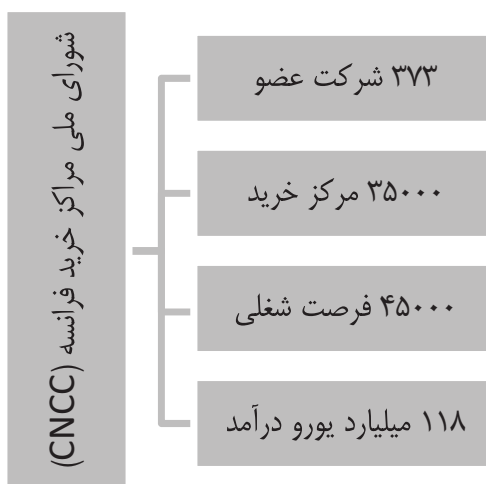 شورای ملی مراکز خرید فرانسه (CNCC)
۳۷۳ شرکت عضو
۳۵۰۰۰ مرکز خرید
۴۵۰۰۰ فرصت شغلی
۱۱۸ میلیارد یورو درآمد